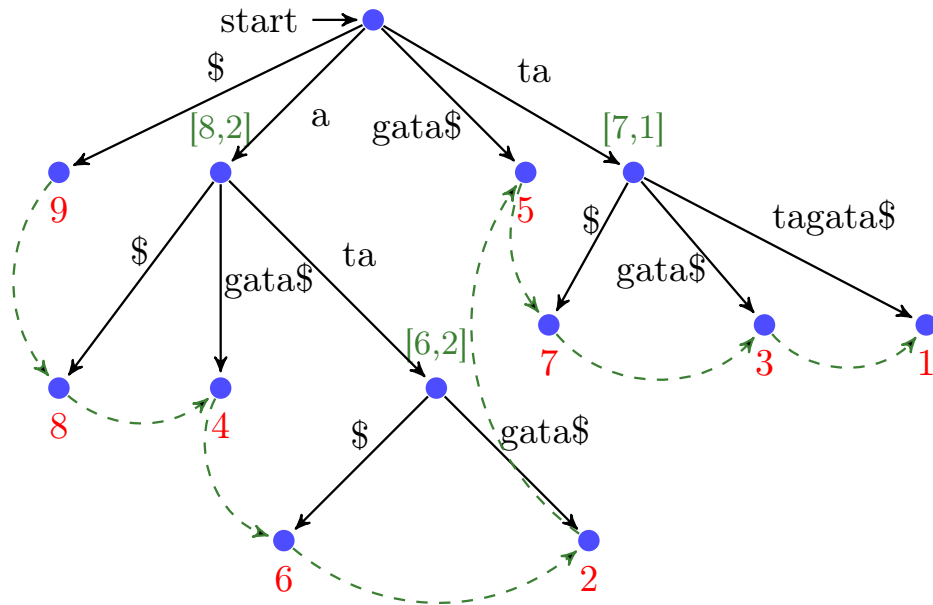 start
$
ta
a
[8,2]
gata$
[7,1]
9
5
$
tagata$
$
ta
gata$
gata$
[6,2]
7
3
1
8
4
$
gata$
6
2